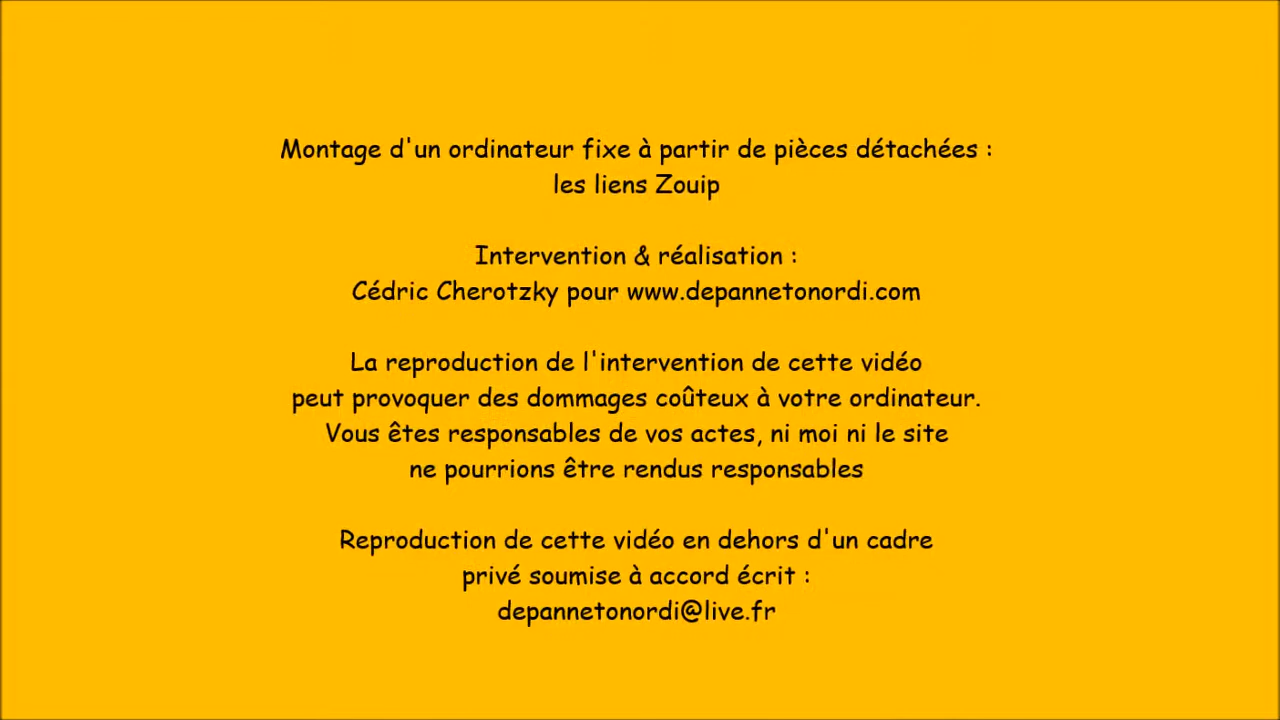 Montage d'un ordinateur fixe à partir de pièces détachées :
les liens Zouip
Intervention & réalisation :
Cédric Cherotzky pour www.depannetonordi.com
La reproduction de l'intervention de cette vidéo
peut provoquer des dommages coûteux à votre ordinateur.
Vous êtes responsables de vos actes, ni moi ni le site
ne pourrions être rendus responsables
Reproduction de cette vidéo en dehors d'un cadre
privé soumise à accord écrit :
depannetonordi@live.fr